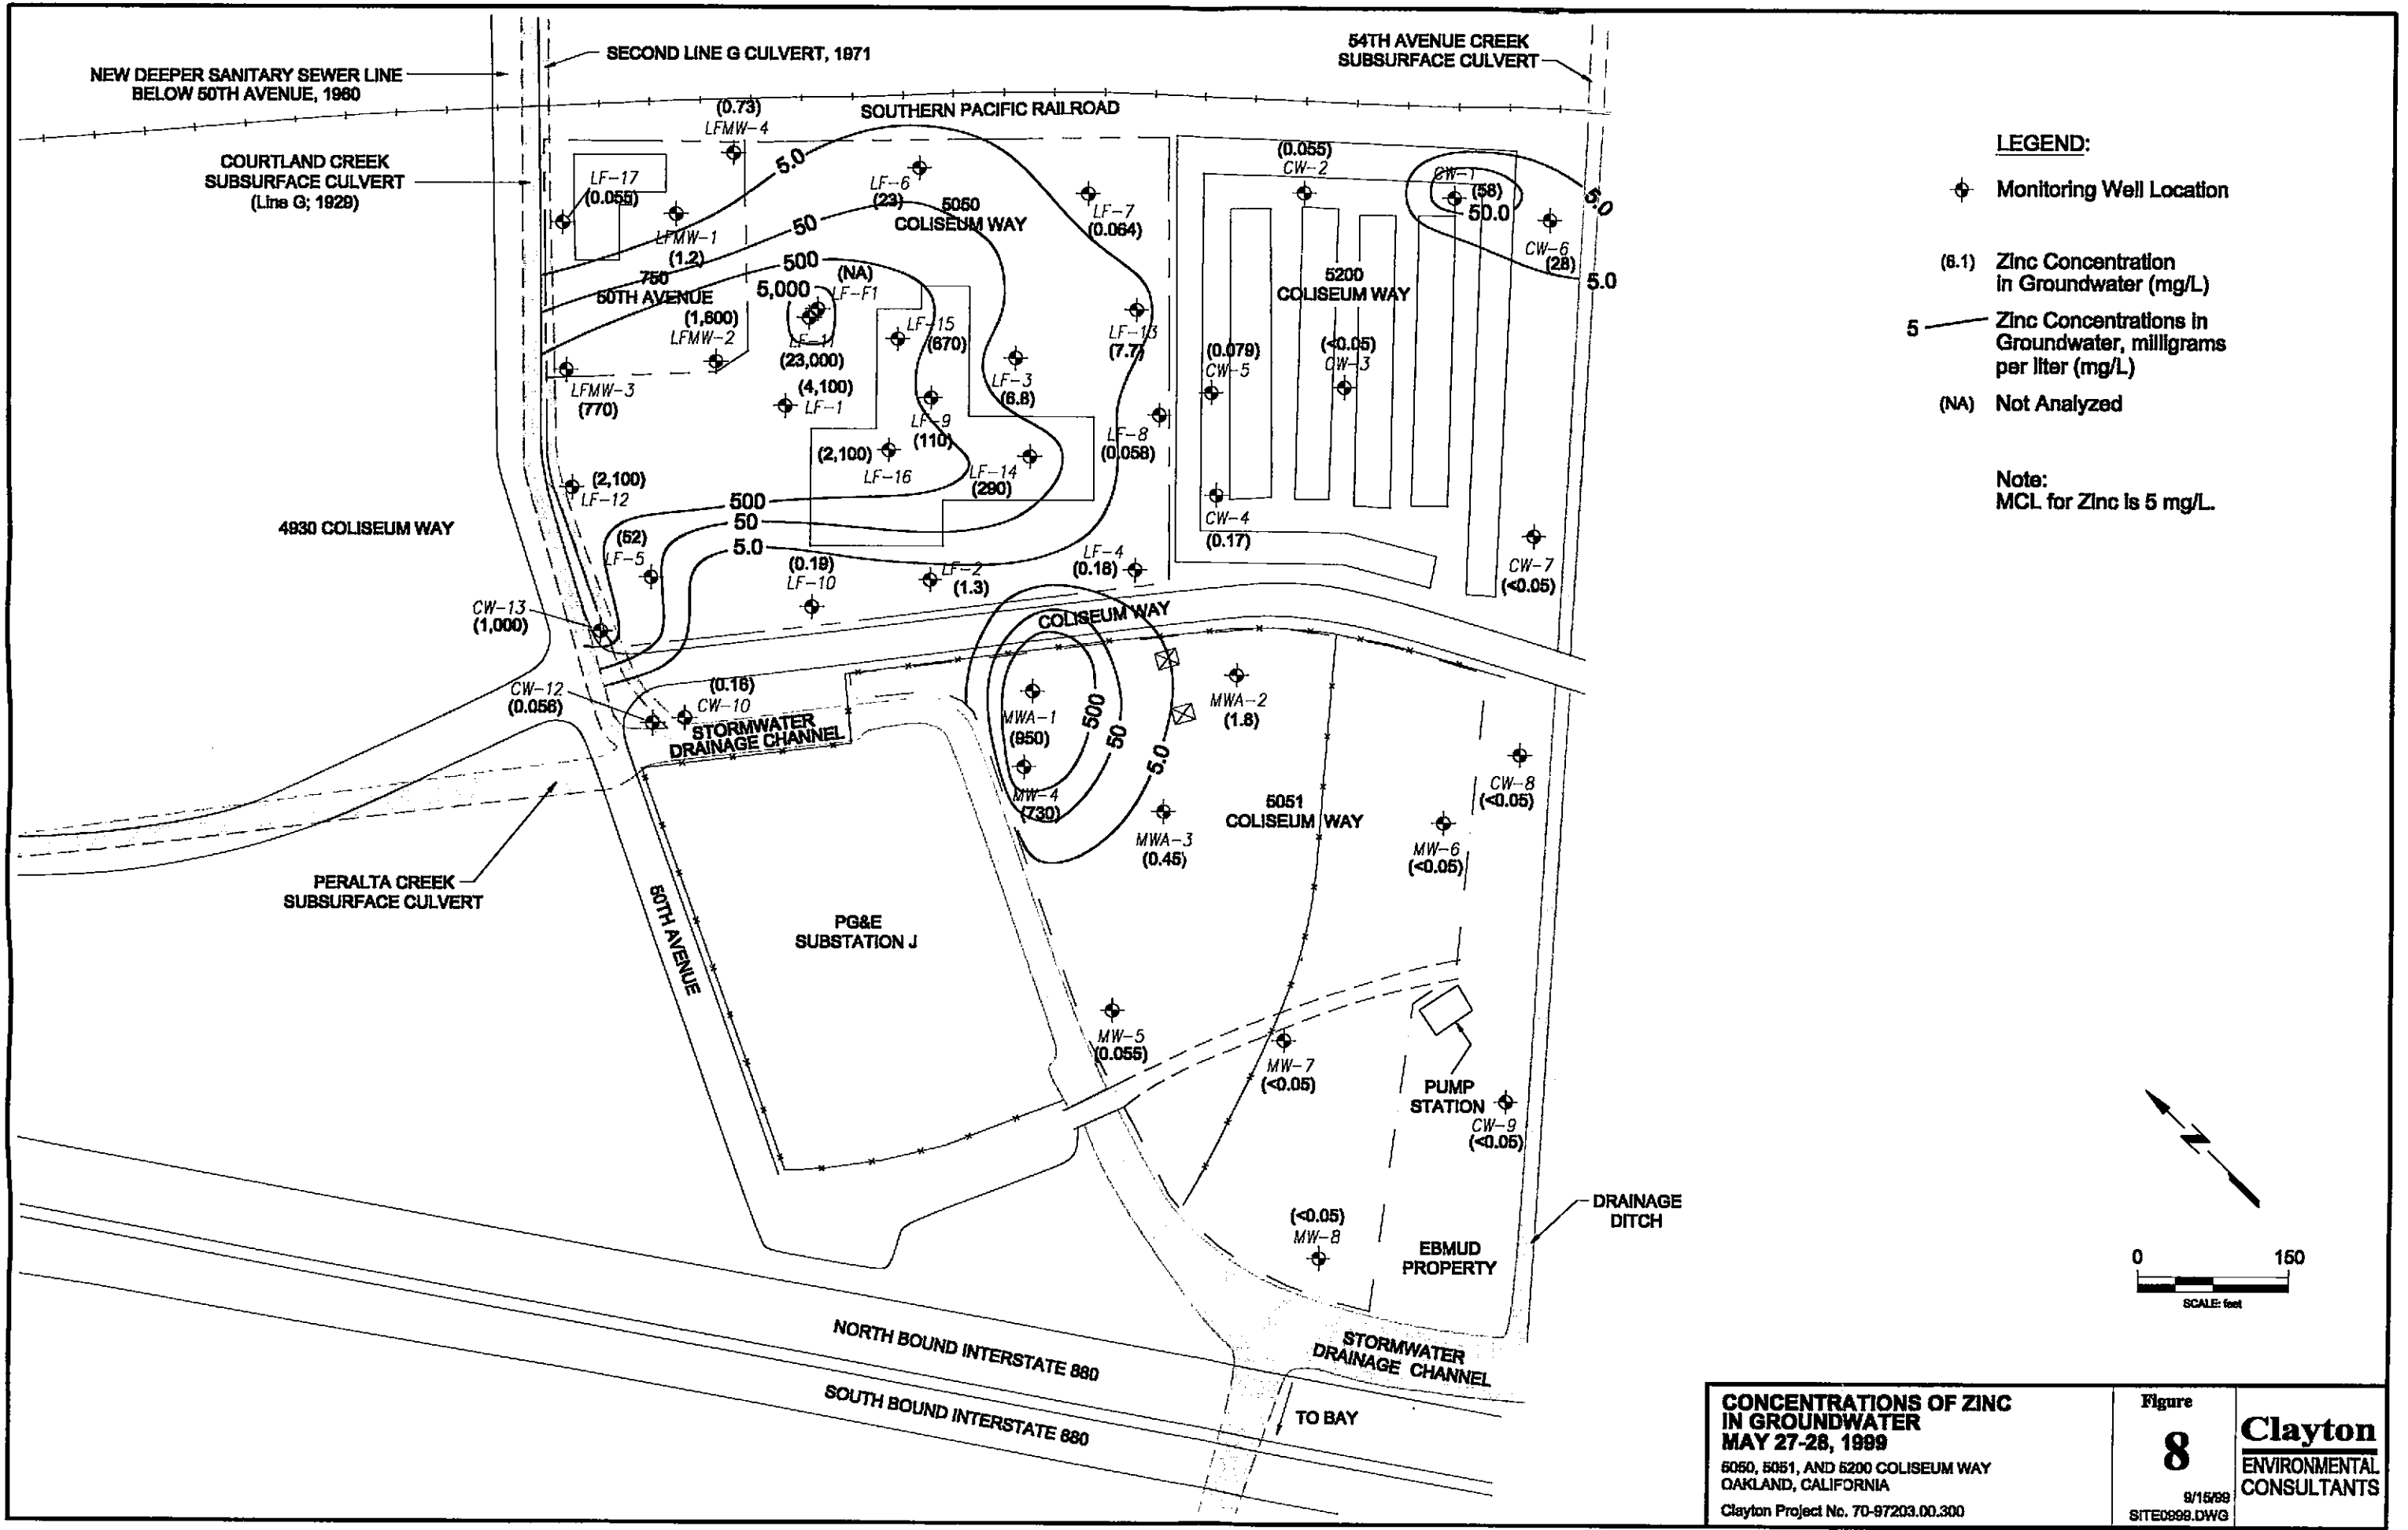 SECOND LINE G CULVERT, 1971
54TH AVENUE CREEK
SUBSURFACE CULVERT
NEW DEEPER SANITARY SEWER LINE
BELOW 50TH AVENUE, 1960
(0.73)
LFMW-4
SOUTHERN PACIFIC RAILROAD
COURTLAND CREEK
SUBSURFACE CULVERT
(Line G; 1929)
LF-17
(0.055)
5.0
LF-6
(23)
5050
COLISEUM WAY
LF-7
(0.064)
(0.055)
CW-2
CW-1
(58)
50.0
5.0
CW-6
(28)
5.0
LFMW-1
(1.2)
50
500
750
50TH AVENUE
(NA)
LF-F1
5,000
(1,600)
LFMW-2
LF-11
(23,000)
LF-15
(670)
LF-13
(7.7)
5200
COLISEUM WAY
(0.079)
CW-5
(<0.05)
CW-3
LFMW-3
(770)
(4,100)
LF-1
LF-3
(6.8)
LF-9
(110)
LF-8
(0.058)
(2,100)
LF-16
LF-14
(290)
(2,100)
LF-12
500
50
5.0
CW-4
(0.17)
4930 COLISEUM WAY
(52)
LF-5
(0.19)
LF-10
LF-2
(1.3)
LF-4
(0.18)
CW-7
(<0.05)
CW-13
(1,000)
COLISEUM WAY
CW-12
(0.056)
(0.16)
CW-10
STORMWATER
DRAINAGE CHANNEL
MWA-1
(950)
500
50
5.0
MWA-2
(1.8)
MW-4
(730)
MWA-3
(0.45)
5051
COLISEUM WAY
CW-8
(<0.05)
MW-6
(<0.05)
PERALTA CREEK
SUBSURFACE CULVERT
50TH AVENUE
PG&E
SUBSTATION J
MW-5
(0.055)
MW-7
(<0.05)
PUMP
STATION
CW-9
(<0.05)
(<0.05)
MW-8
EBMUD
PROPERTY
DRAINAGE
DITCH
NORTH BOUND INTERSTATE 880
SOUTH BOUND INTERSTATE 880
STORMWATER
DRAINAGE CHANNEL
TO BAY
LEGEND:
Monitoring Well Location
(6.1) Zinc Concentration
in Groundwater (mg/L)
5 Zinc Concentrations in
Groundwater, milligrams
per liter (mg/L)
(NA) Not Analyzed
Note:
MCL for Zinc is 5 mg/L.
N
0 150
SCALE: feet
CONCENTRATIONS OF ZINC
IN GROUNDWATER
MAY 27-28, 1999
5050, 5051, AND 5200 COLISEUM WAY
OAKLAND, CALIFORNIA
Clayton Project No. 70-97203.00.300
Figure
8
9/15/99
SITE0999.DWG
Clayton
ENVIRONMENTAL
CONSULTANTS